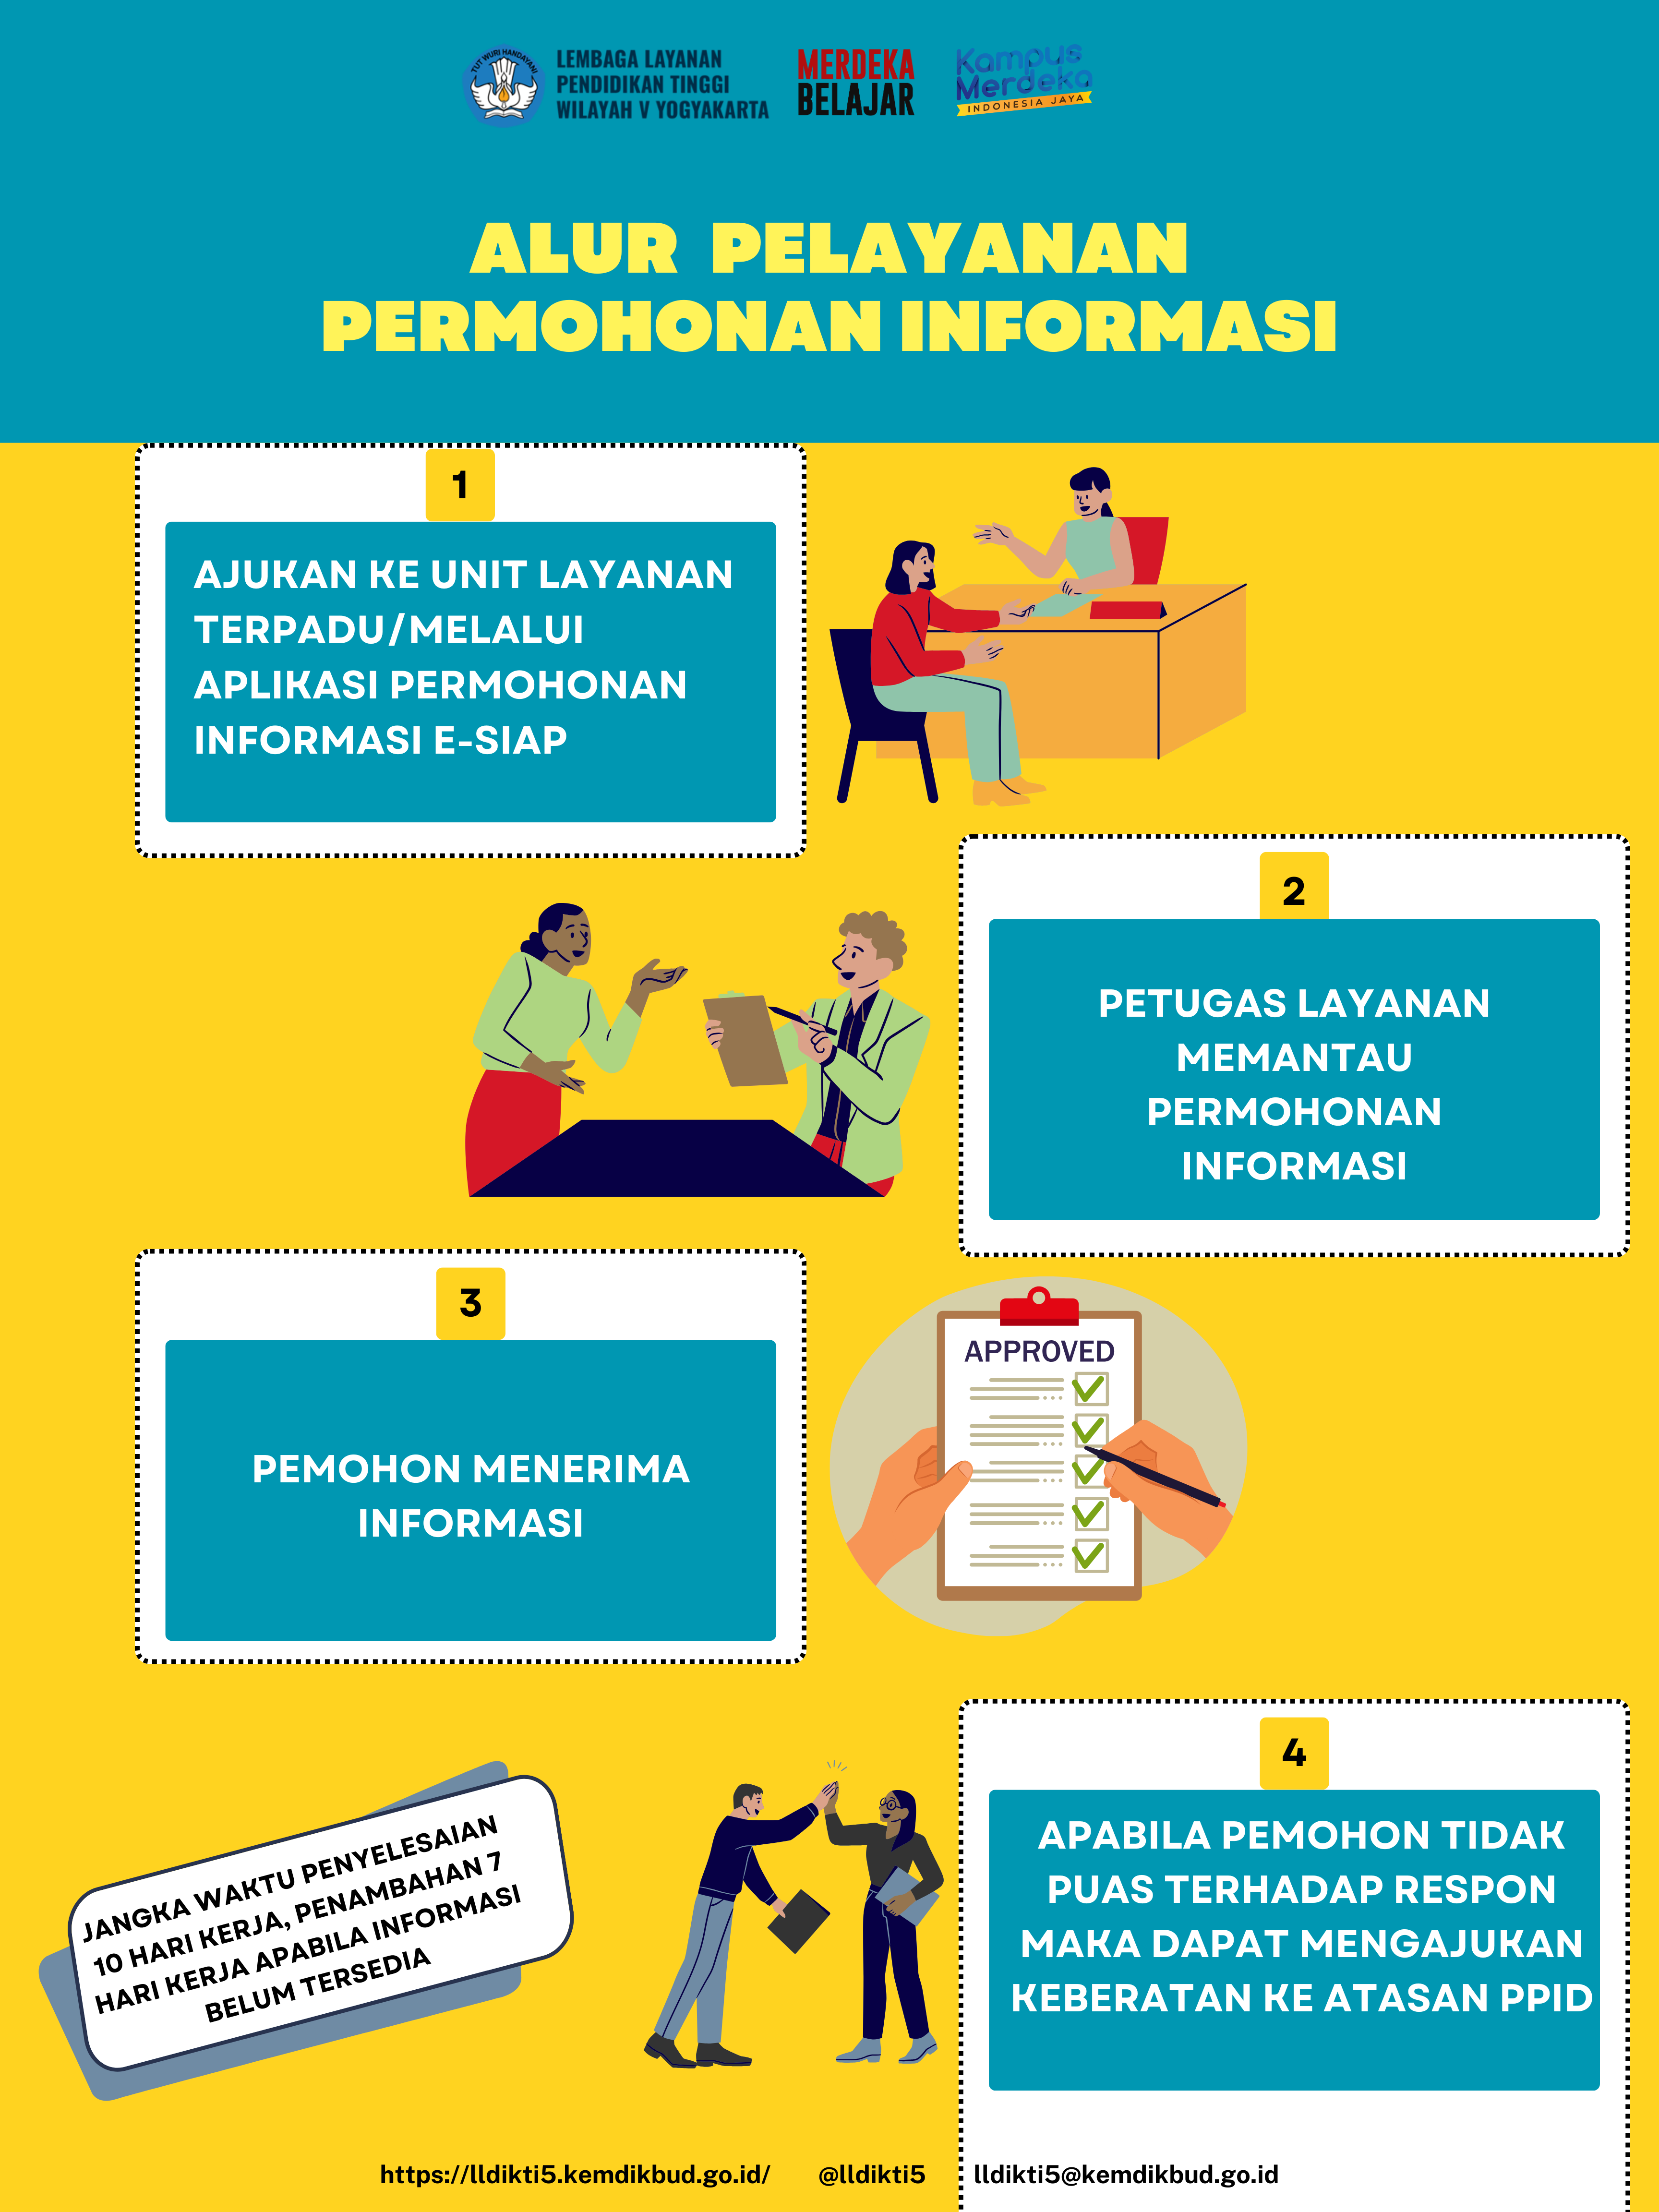 TUT WURI HANDAYANI
LEMBAGA LAYANAN
PENDIDIKAN TINGGI
WILAYAH V YOGYAKARTA
MERDEKA
BELAJAR
Kampus
Merdeka
INDONESIA JAYA
ALUR PELAYANAN
PERMOHONAN INFORMASI
1
AJUKAN KE UNIT LAYANAN
TERPADU/MELALUI
APLIKASI PERMOHONAN
INFORMASI E-SIAP
2
PETUGAS LAYANAN
MEMANTAU
PERMOHONAN
INFORMASI
3
PEMOHON MENERIMA
INFORMASI
APPROVED
4
APABILA PEMOHON TIDAK
PUAS TERHADAP RESPON
MAKA DAPAT MENGAJUKAN
KEBERATAN KE ATASAN PPID
JANGKA WAKTU PENYELESAIAN
10 HARI KERJA, PENAMBAHAN 7
HARI KERJA APABILA INFORMASI
BELUM TERSEDIA
https://lldikti5.kemdikbud.go.id/ @lldikti5 lldikti5@kemdikbud.go.id